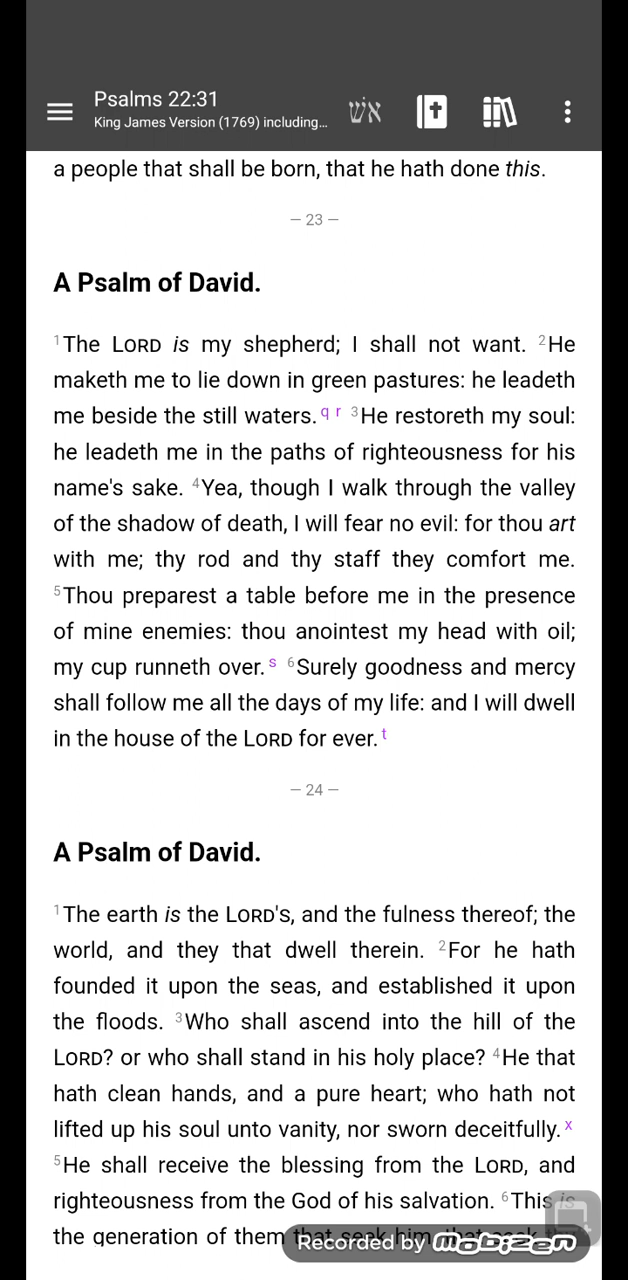 Psalms 22:31
King James Version (1769) including...
אש
a people that shall be born, that he hath done this.
— 23 —
A Psalm of David.
1The LORD is my shepherd; I shall not want. 2He
maketh me to lie down in green pastures: he leadeth
me beside the still waters. q r 3He restoreth my soul:
he leadeth me in the paths of righteousness for his
name's sake. 4Yea, though I walk through the valley
of the shadow of death, I will fear no evil: for thou art
with me; thy rod and thy staff they comfort me.
5Thou preparest a table before me in the presence
of mine enemies: thou anointest my head with oil;
my cup runneth over. s 6Surely goodness and mercy
shall follow me all the days of my life: and I will dwell
in the house of the LORD for ever. t
— 24 —
A Psalm of David.
1The earth is the LORD'S, and the fulness thereof; the
world, and they that dwell therein. 2For he hath
founded it upon the seas, and established it upon
the floods. 3Who shall ascend into the hill of the
LORD? or who shall stand in his holy place? 4He that
hath clean hands, and a pure heart; who hath not
lifted up his soul unto vanity, nor sworn deceitfully. x
5He shall receive the blessing from the LORD, and
righteousness from the God of his salvation. 6This is
the generation of them that seek him, that seek
Recorded by mobizen